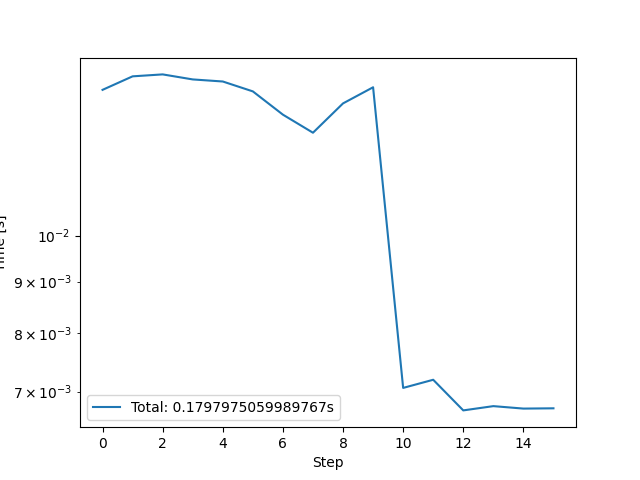 Time [s]
10⁻²
9 × 10⁻³
8 × 10⁻³
7 × 10⁻³
Total: 0.1797975059989767s
0 2 4 6 8 10 12 14
Step